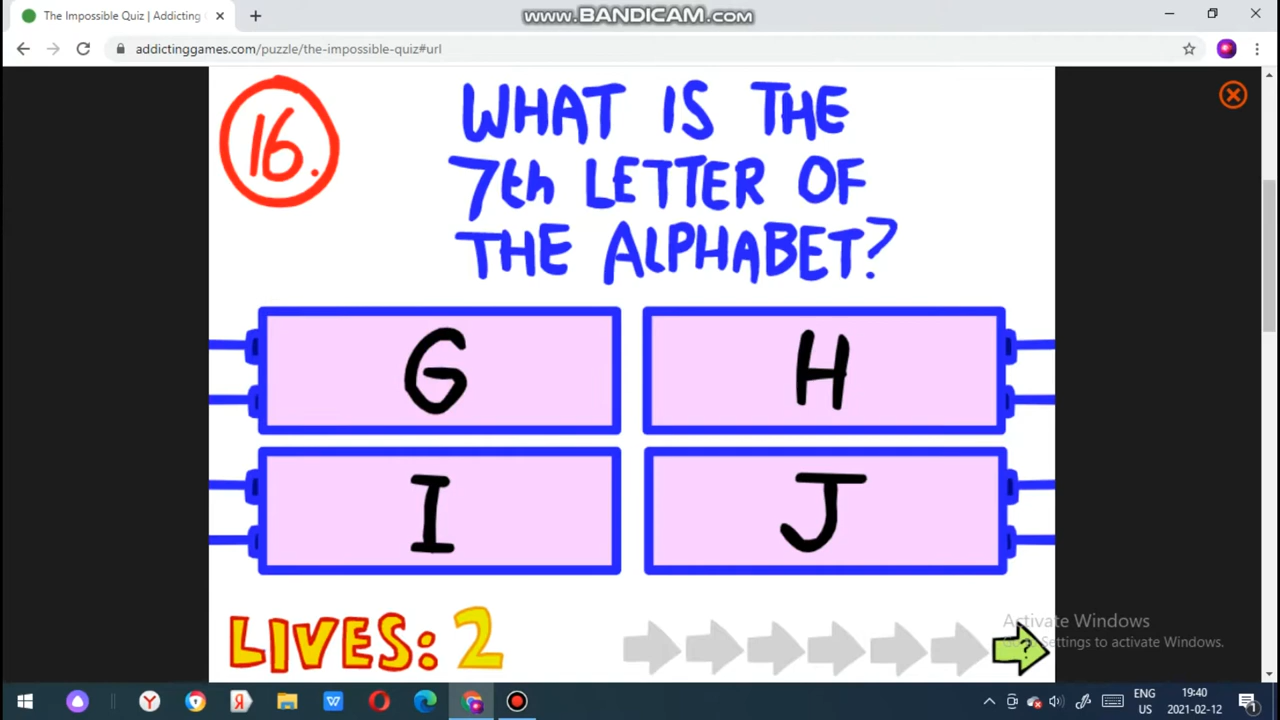 The Impossible Quiz | Addicting
www.BANDICAM.com
addictinggames.com/puzzle/the-impossible-quiz#url
16.
WHAT IS THE
7th LETTER OF
THE ALPHABET?
G
H
I
J
LIVES: 2
?
Activate Windows
Go to Settings to activate Windows.
ENG
US
19:40
2021-02-12
1